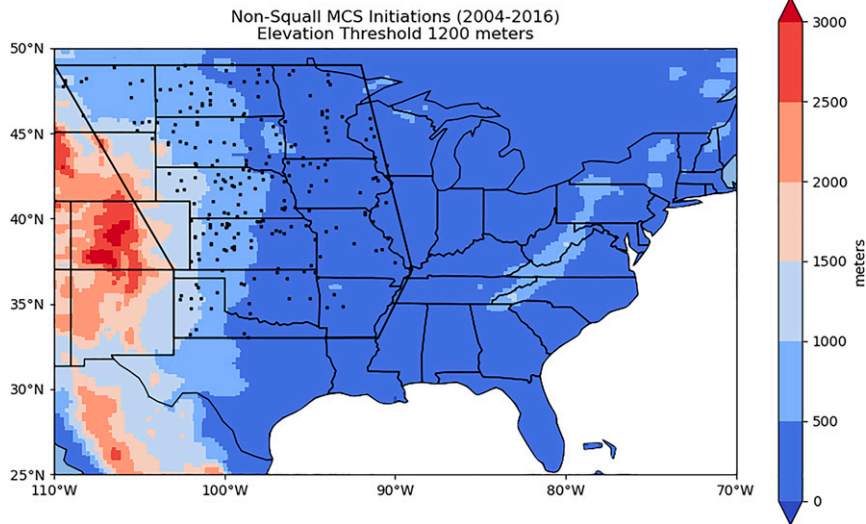 Non-Squall MCS Initiations (2004-2016)
Elevation Threshold 1200 meters
50°N
45°N
40°N
35°N
30°N
25°N
110°W
100°W
90°W
80°W
70°W
3000
2500
2000
1500
1000
500
0
meters